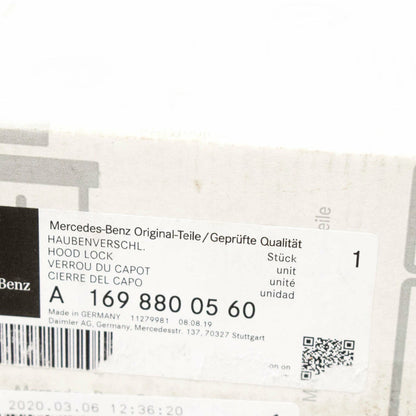 Mercedes-Benz Original-Teile/Geprüfte Qualität
HAUBENVERSCHL. Stück 1
HOOD LOCK unit
VERROU DU CAPOT unité
CIERRE DEL CAPO unidad
Benz
A 169 880 05 60
Made in GERMANY 11279981 08.08.19
Daimler AG, Germany, Mercedesstr. 137, 70327 Stuttgart
2020.03.06 12:36:20